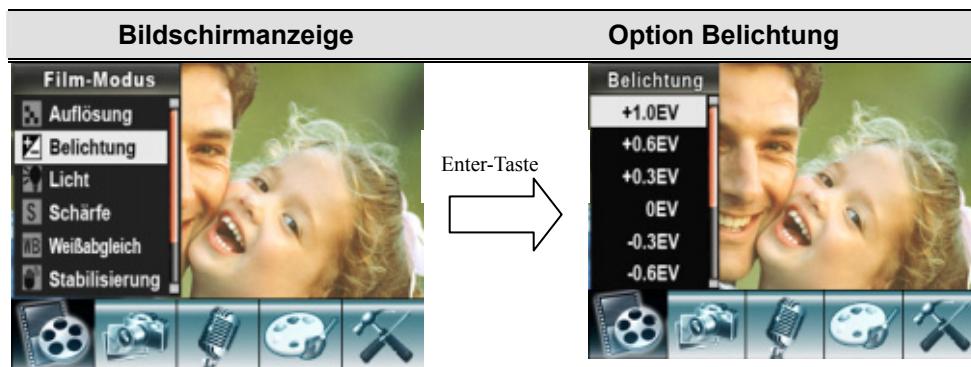 Bildschirmanzeige
Option Belichtung
Film-Modus
Auflösung
Belichtung
Licht
S Schärfe
WB Weißabgleich
Stabilisierung
Enter-Taste
Belichtung
+1.0EV
+0.6EV
+0.3EV
0EV
-0.3EV
-0.6EV